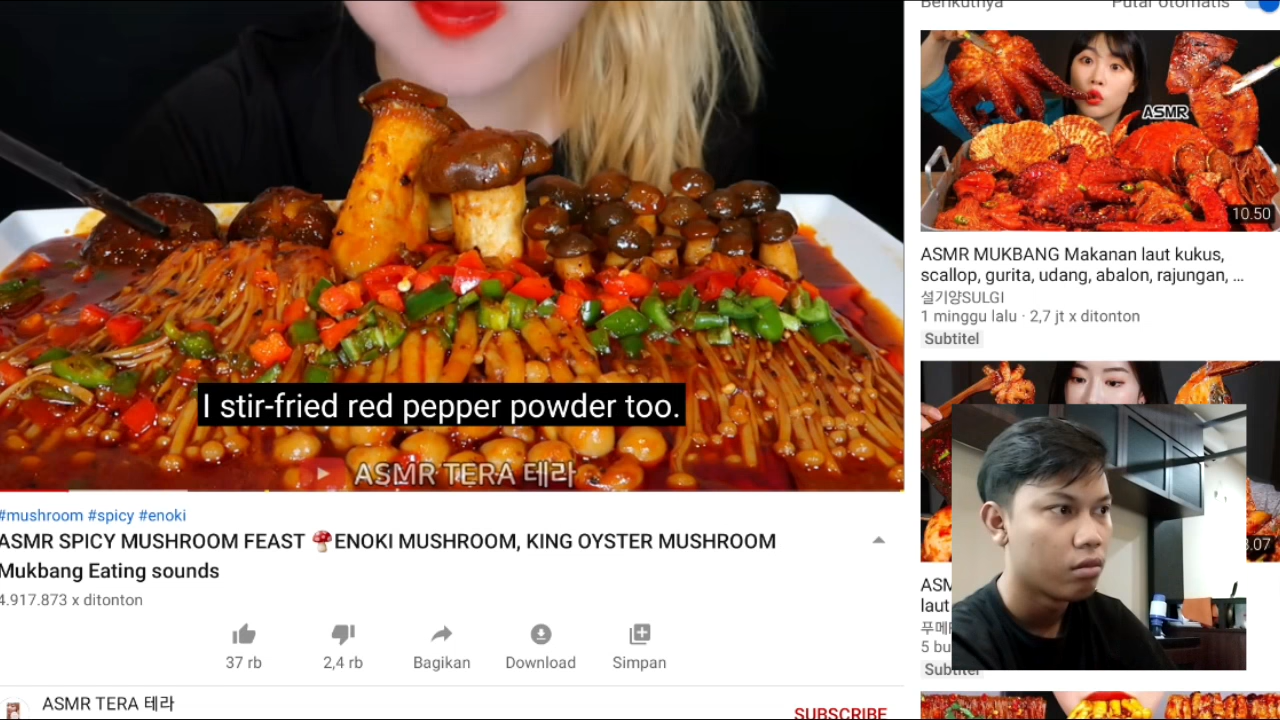 I stir-fried red pepper powder too.
ASMR TERA 테라
#mushroom #spicy #enoki
ASMR SPICY MUSHROOM FEAST 🍄ENOKI MUSHROOM, KING OYSTER MUSHROOM
Mukbang Eating sounds
4.917.873 x ditonton
37 rb
2,4 rb
Bagikan
Download
Simpan
ASMR TERA 테라
SUBSCRIBE
Berikutnya
Putar otomatis
ASMR
10.50
ASMR MUKBANG Makanan laut kukus,
scallop, gurita, udang, abalon, rajungan, ...
설기양SULGI
1 minggu lalu · 2,7 jt x ditonton
Subtitel
.07
ASM
laut
푸메
5 bu
Subtitel